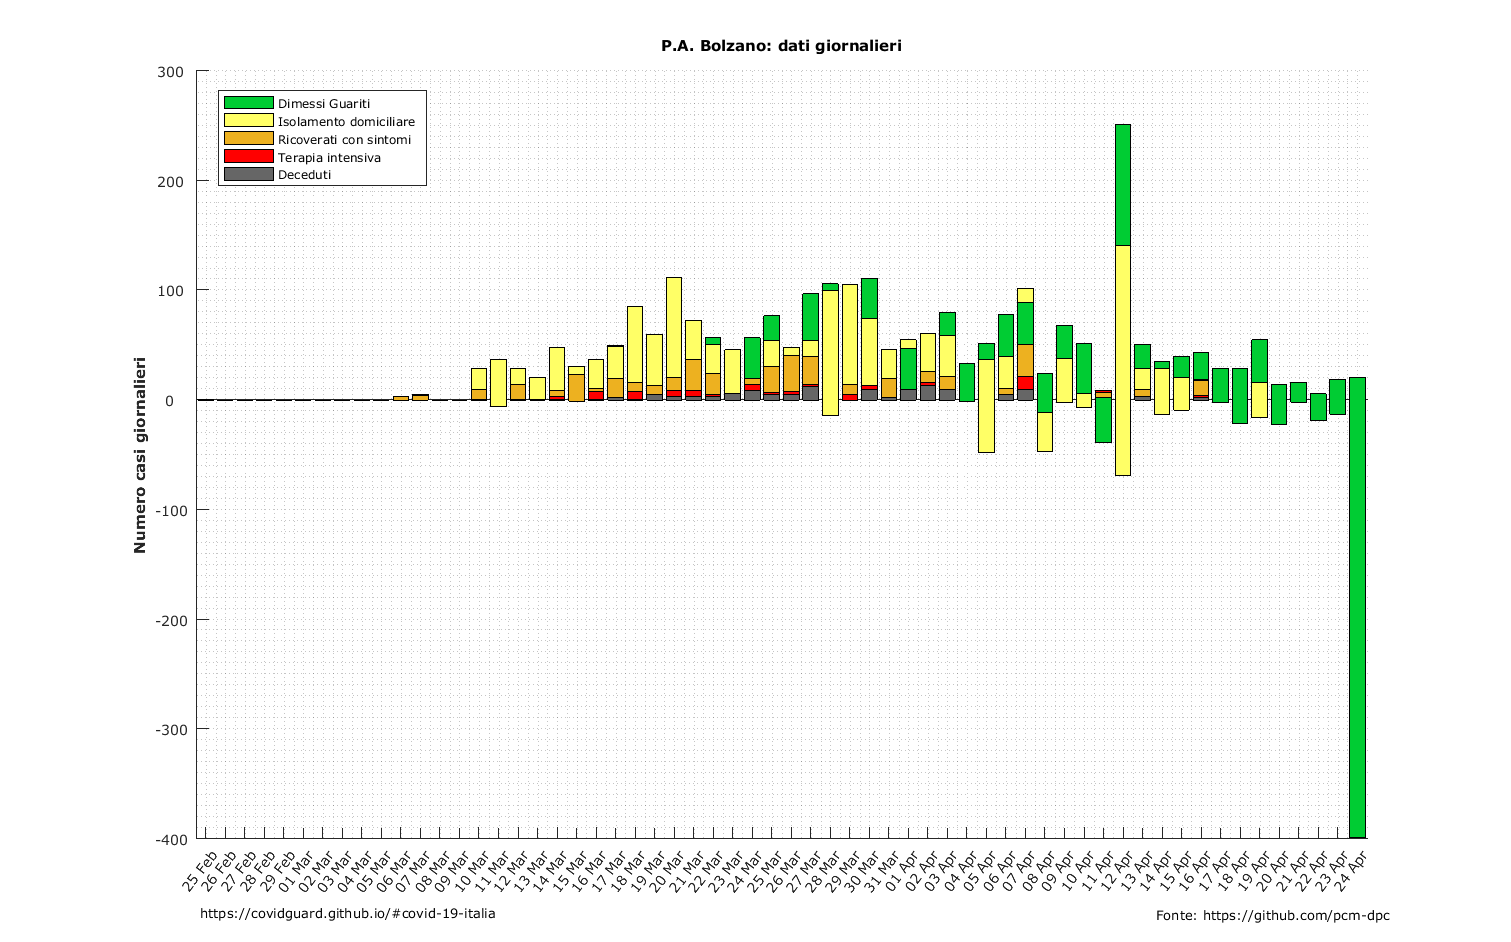 P.A. Bolzano: dati giornalieri
300
200
100
0
-100
-200
-300
-400
Numero casi giornalieri
Dimessi Guariti
Isolamento domiciliare
Ricoverati con sintomi
Terapia intensiva
Deceduti
25 Feb
26 Feb
27 Feb
28 Feb
29 Feb
01 Mar
02 Mar
03 Mar
04 Mar
05 Mar
06 Mar
07 Mar
08 Mar
09 Mar
10 Mar
11 Mar
12 Mar
13 Mar
14 Mar
15 Mar
16 Mar
17 Mar
18 Mar
19 Mar
20 Mar
21 Mar
22 Mar
23 Mar
24 Mar
25 Mar
26 Mar
27 Mar
28 Mar
29 Mar
30 Mar
31 Mar
01 Apr
02 Apr
03 Apr
04 Apr
05 Apr
06 Apr
07 Apr
08 Apr
09 Apr
10 Apr
11 Apr
12 Apr
13 Apr
14 Apr
15 Apr
16 Apr
17 Apr
18 Apr
19 Apr
20 Apr
21 Apr
22 Apr
23 Apr
24 Apr
https://covidguard.github.io/#covid-19-italia
Fonte: https://github.com/pcm-dpc